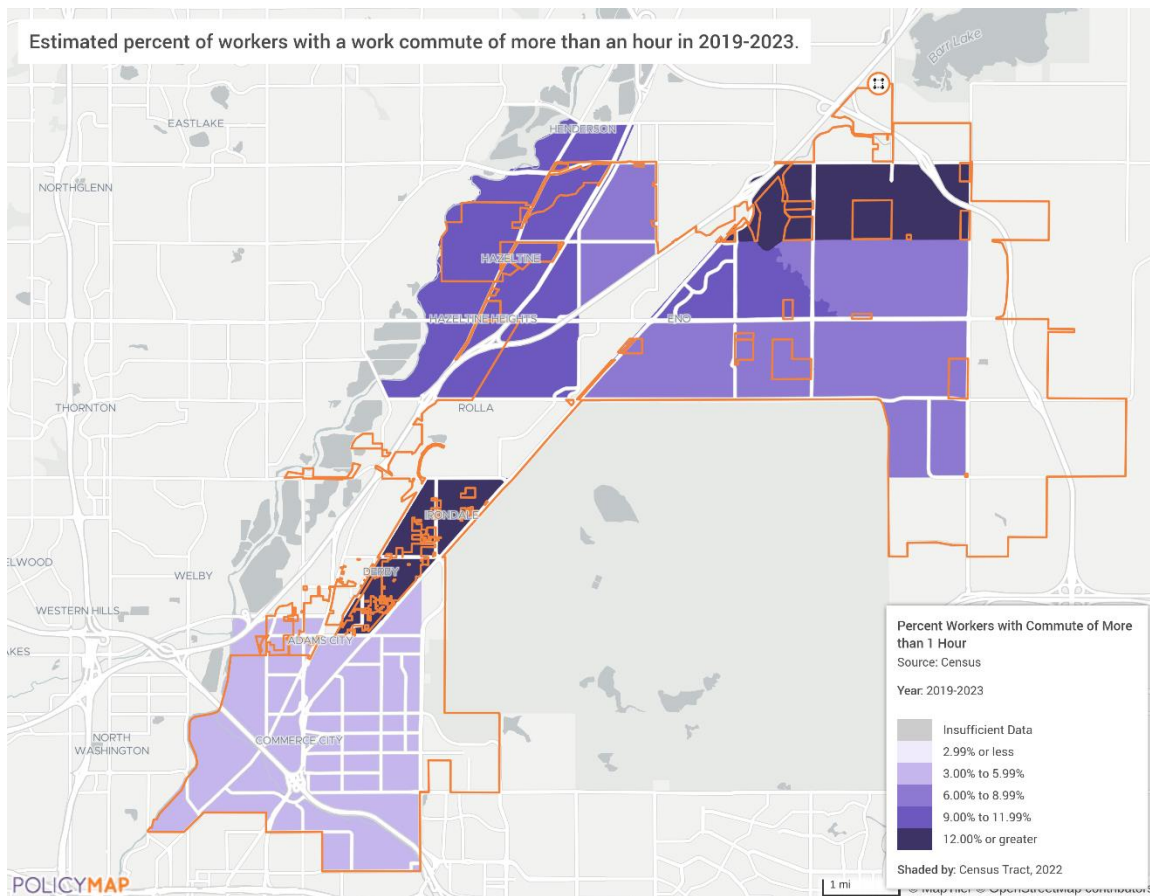 Estimated percent of workers with a work commute of more than an hour in 2019-2023.
Barr Lake
EASTLAKE
HENDERSON
NORTHGLENN
HAZELTINE
HAZELTINE HEIGHTS
END
THORNTON
ROLLA
IRONDALE
ELWOOD
WELBY
DERBY
WESTERN HILLS
ADAMS CITY
AKES
NORTH
WASHINGTON
COMMERCE CITY
Percent Workers with Commute of More
than 1 Hour
Source: Census
Year: 2019-2023
Insufficient Data
2.99% or less
3.00% to 5.99%
6.00% to 8.99%
9.00% to 11.99%
12.00% or greater
Shaded by: Census Tract, 2022
POLICYMAP
1 mi
© MapTiler © OpenStreetMap contributors